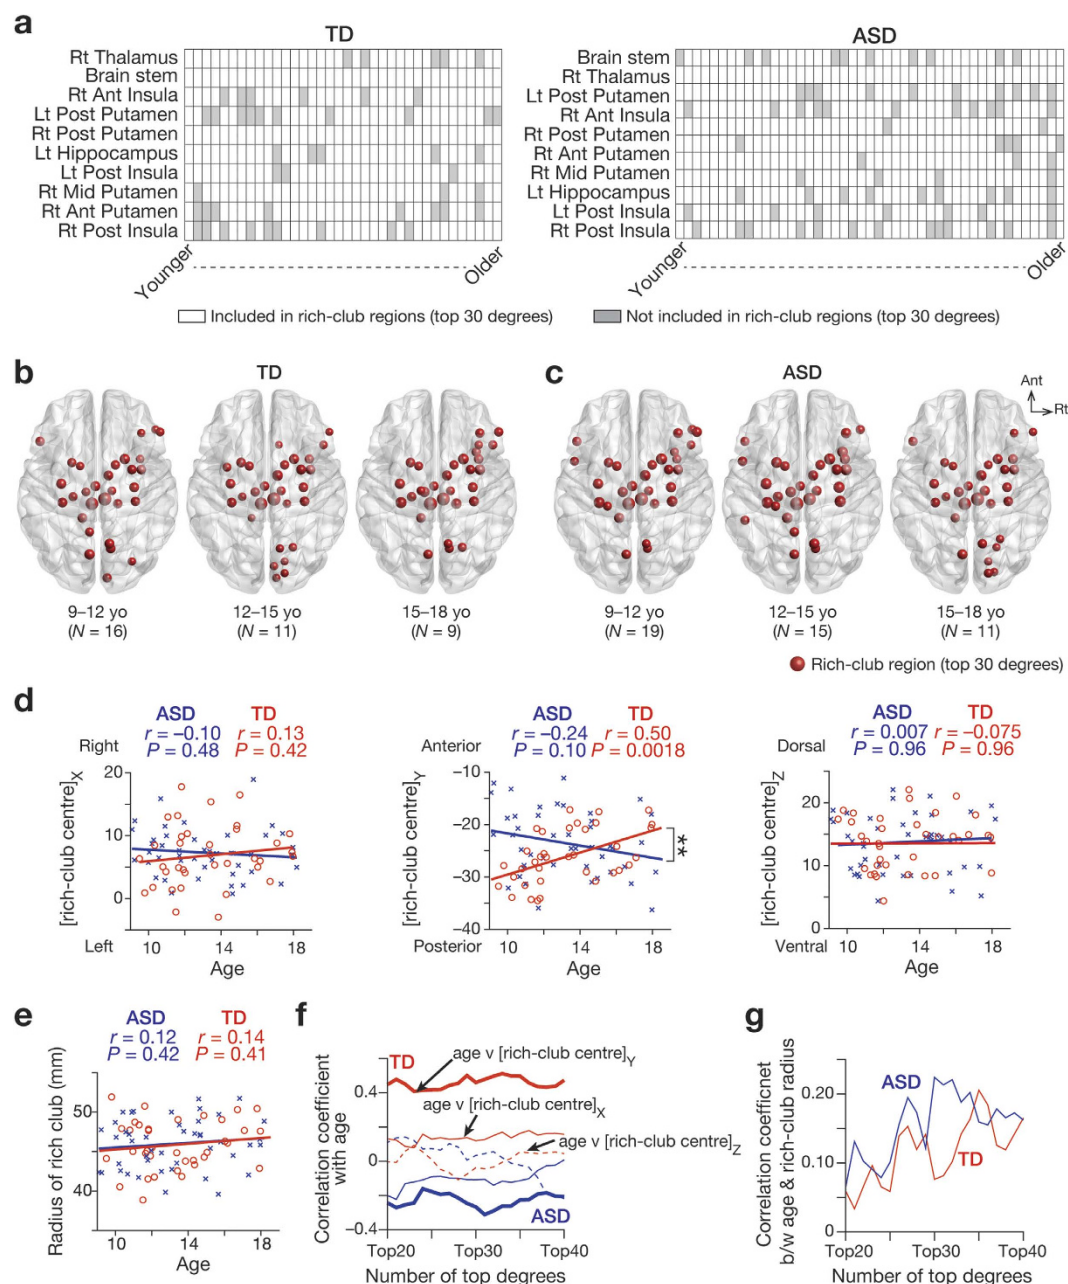 a
TD
Rt Thalamus
Brain stem
Rt Ant Insula
Lt Post Putamen
Rt Post Putamen
Lt Hippocampus
Lt Post Insula
Rt Mid Putamen
Rt Ant Putamen
Rt Post Insula
Younger
Older
ASD
Brain stem
Rt Thalamus
Lt Post Putamen
Rt Ant Insula
Rt Post Putamen
Rt Ant Putamen
Rt Mid Putamen
Lt Hippocampus
Lt Post Insula
Rt Post Insula
Younger
Older
Included in rich-club regions (top 30 degrees)
Not included in rich-club regions (top 30 degrees)
b
TD
9–12 yo
(N = 16)
12–15 yo
(N = 11)
15–18 yo
(N = 9)
c
ASD
Ant
Rt
9–12 yo
(N = 19)
12–15 yo
(N = 15)
15–18 yo
(N = 11)
Rich-club region (top 30 degrees)
d
ASD TD
r = –0.10 r = 0.13
P = 0.48 P = 0.42
Right
[rich-club centre]X
20
10
0
Left
10 14 18
Age
ASD TD
r = –0.24 r = 0.50
P = 0.10 P = 0.0018
Anterior
[rich-club centre]Y
–10
–20
–30
–40
**
Posterior
10 14 18
Age
ASD TD
r = 0.007 r = –0.075
P = 0.96 P = 0.96
Dorsal
[rich-club centre]Z
20
10
0
Ventral
10 14 18
Age
e
ASD TD
r = 0.12 r = 0.14
P = 0.42 P = 0.41
Radius of rich club (mm)
50
40
10 12 14 16 18
Age
f
TD
age v [rich-club centre]Y
age v [rich-club centre]X
age v [rich-club centre]Z
ASD
Correlation coefficient
with age
0.4
0
–0.4
Top20 Top30 Top40
Number of top degrees
g
ASD
TD
Correlation coefficnet
b/w age & rich-club radius
0.20
0.10
0
Top20 Top30 Top40
Number of top degrees